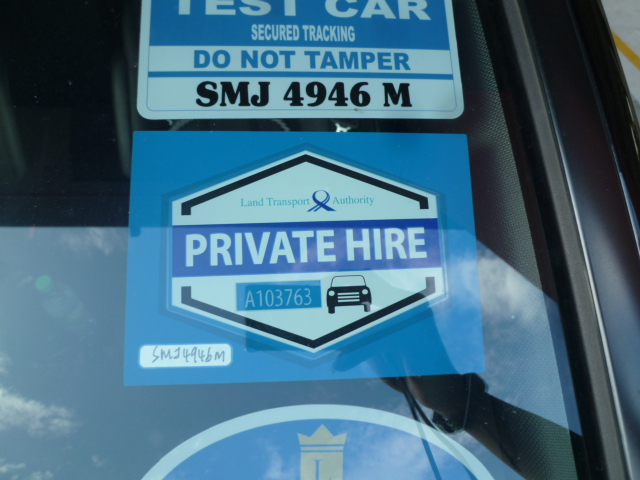 TEST CAR
SECURED TRACKING
DO NOT TAMPER
SMJ 4946 M
Land Transport Authority
PRIVATE HIRE
A103763
SMJ4946M
L